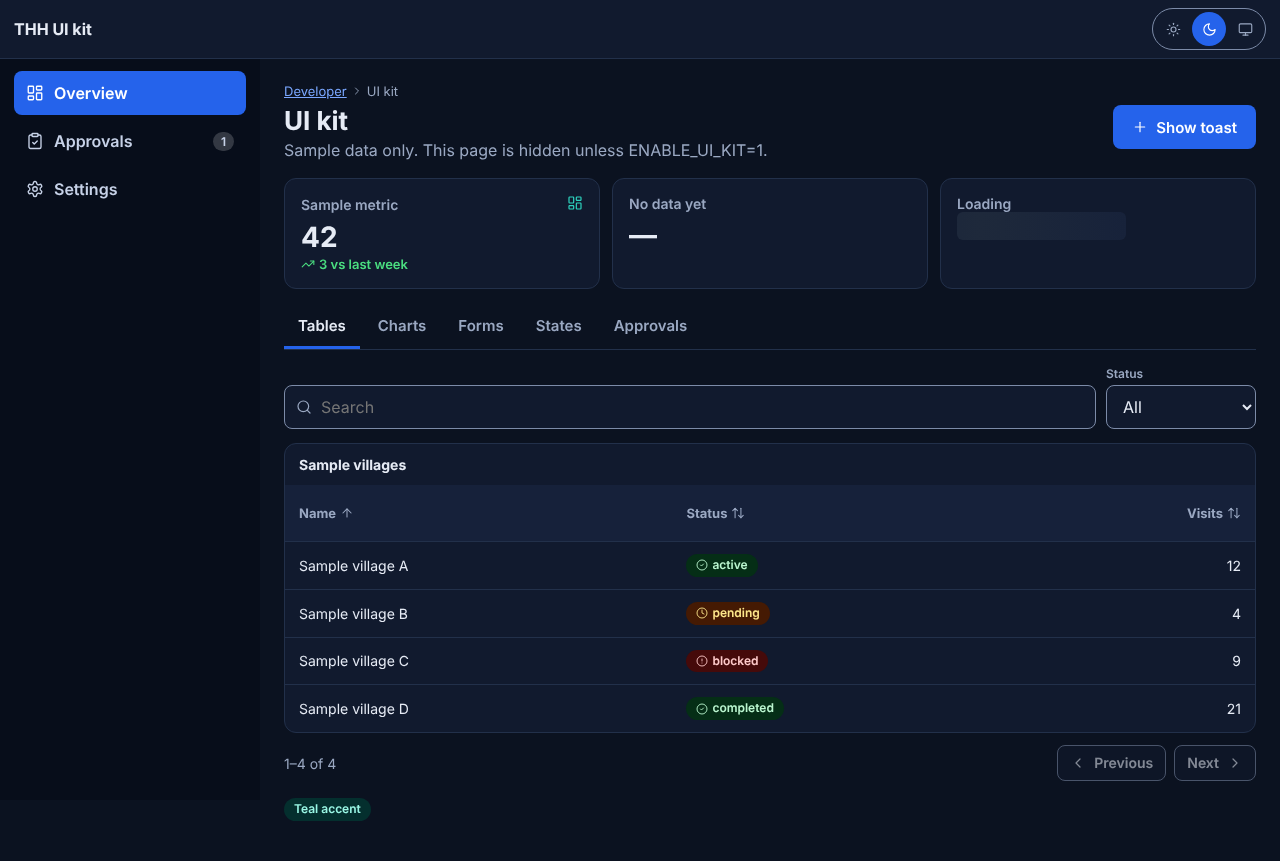 THH UI kit
Overview
Approvals 1
Settings
Developer UI kit
UI kit
Sample data only. This page is hidden unless ENABLE_UI_KIT=1.
Show toast
Sample metric
42
3 vs last week
No data yet
—
Loading
Tables Charts Forms States Approvals
Status
Search
All
Sample villages
Name Status Visits
Sample village A active 12
Sample village B pending 4
Sample village C blocked 9
Sample village D completed 21
1–4 of 4
Previous Next
Teal accent